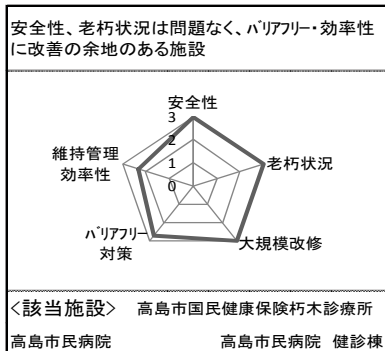 安全性、老朽状況は問題なく、ﾊﾞﾘｱﾌﾘｰ・効率性
に改善の余地のある施設
安全性
3
2
1
0
老朽状況
大規模改修
ﾊﾞﾘｱﾌﾘｰ
対策
維持管理
効率性
<該当施設> 高島市国民健康保険朽木診療所
高島市民病院 高島市民病院 健診棟